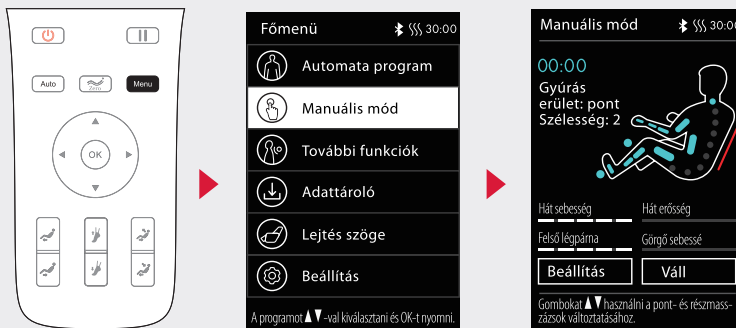 Auto
Zero
Menu
OK
Főmenü 30:00
Automata program
Manuális mód
További funkciók
Adattároló
Lejtés szöge
Beállítás
A programot ▲▼ -val kiválasztani és OK-t nyomni.
Manuális mód 30:00
00:00
Gyúrás
erület: pont
Szélesség: 2
Hát sebesség Hát erősség
Felső légpárna Görgő sebessé
Beállítás Váll
Gombokat ▲▼ használni a pont- és részmass-
zázsok változtatásához.